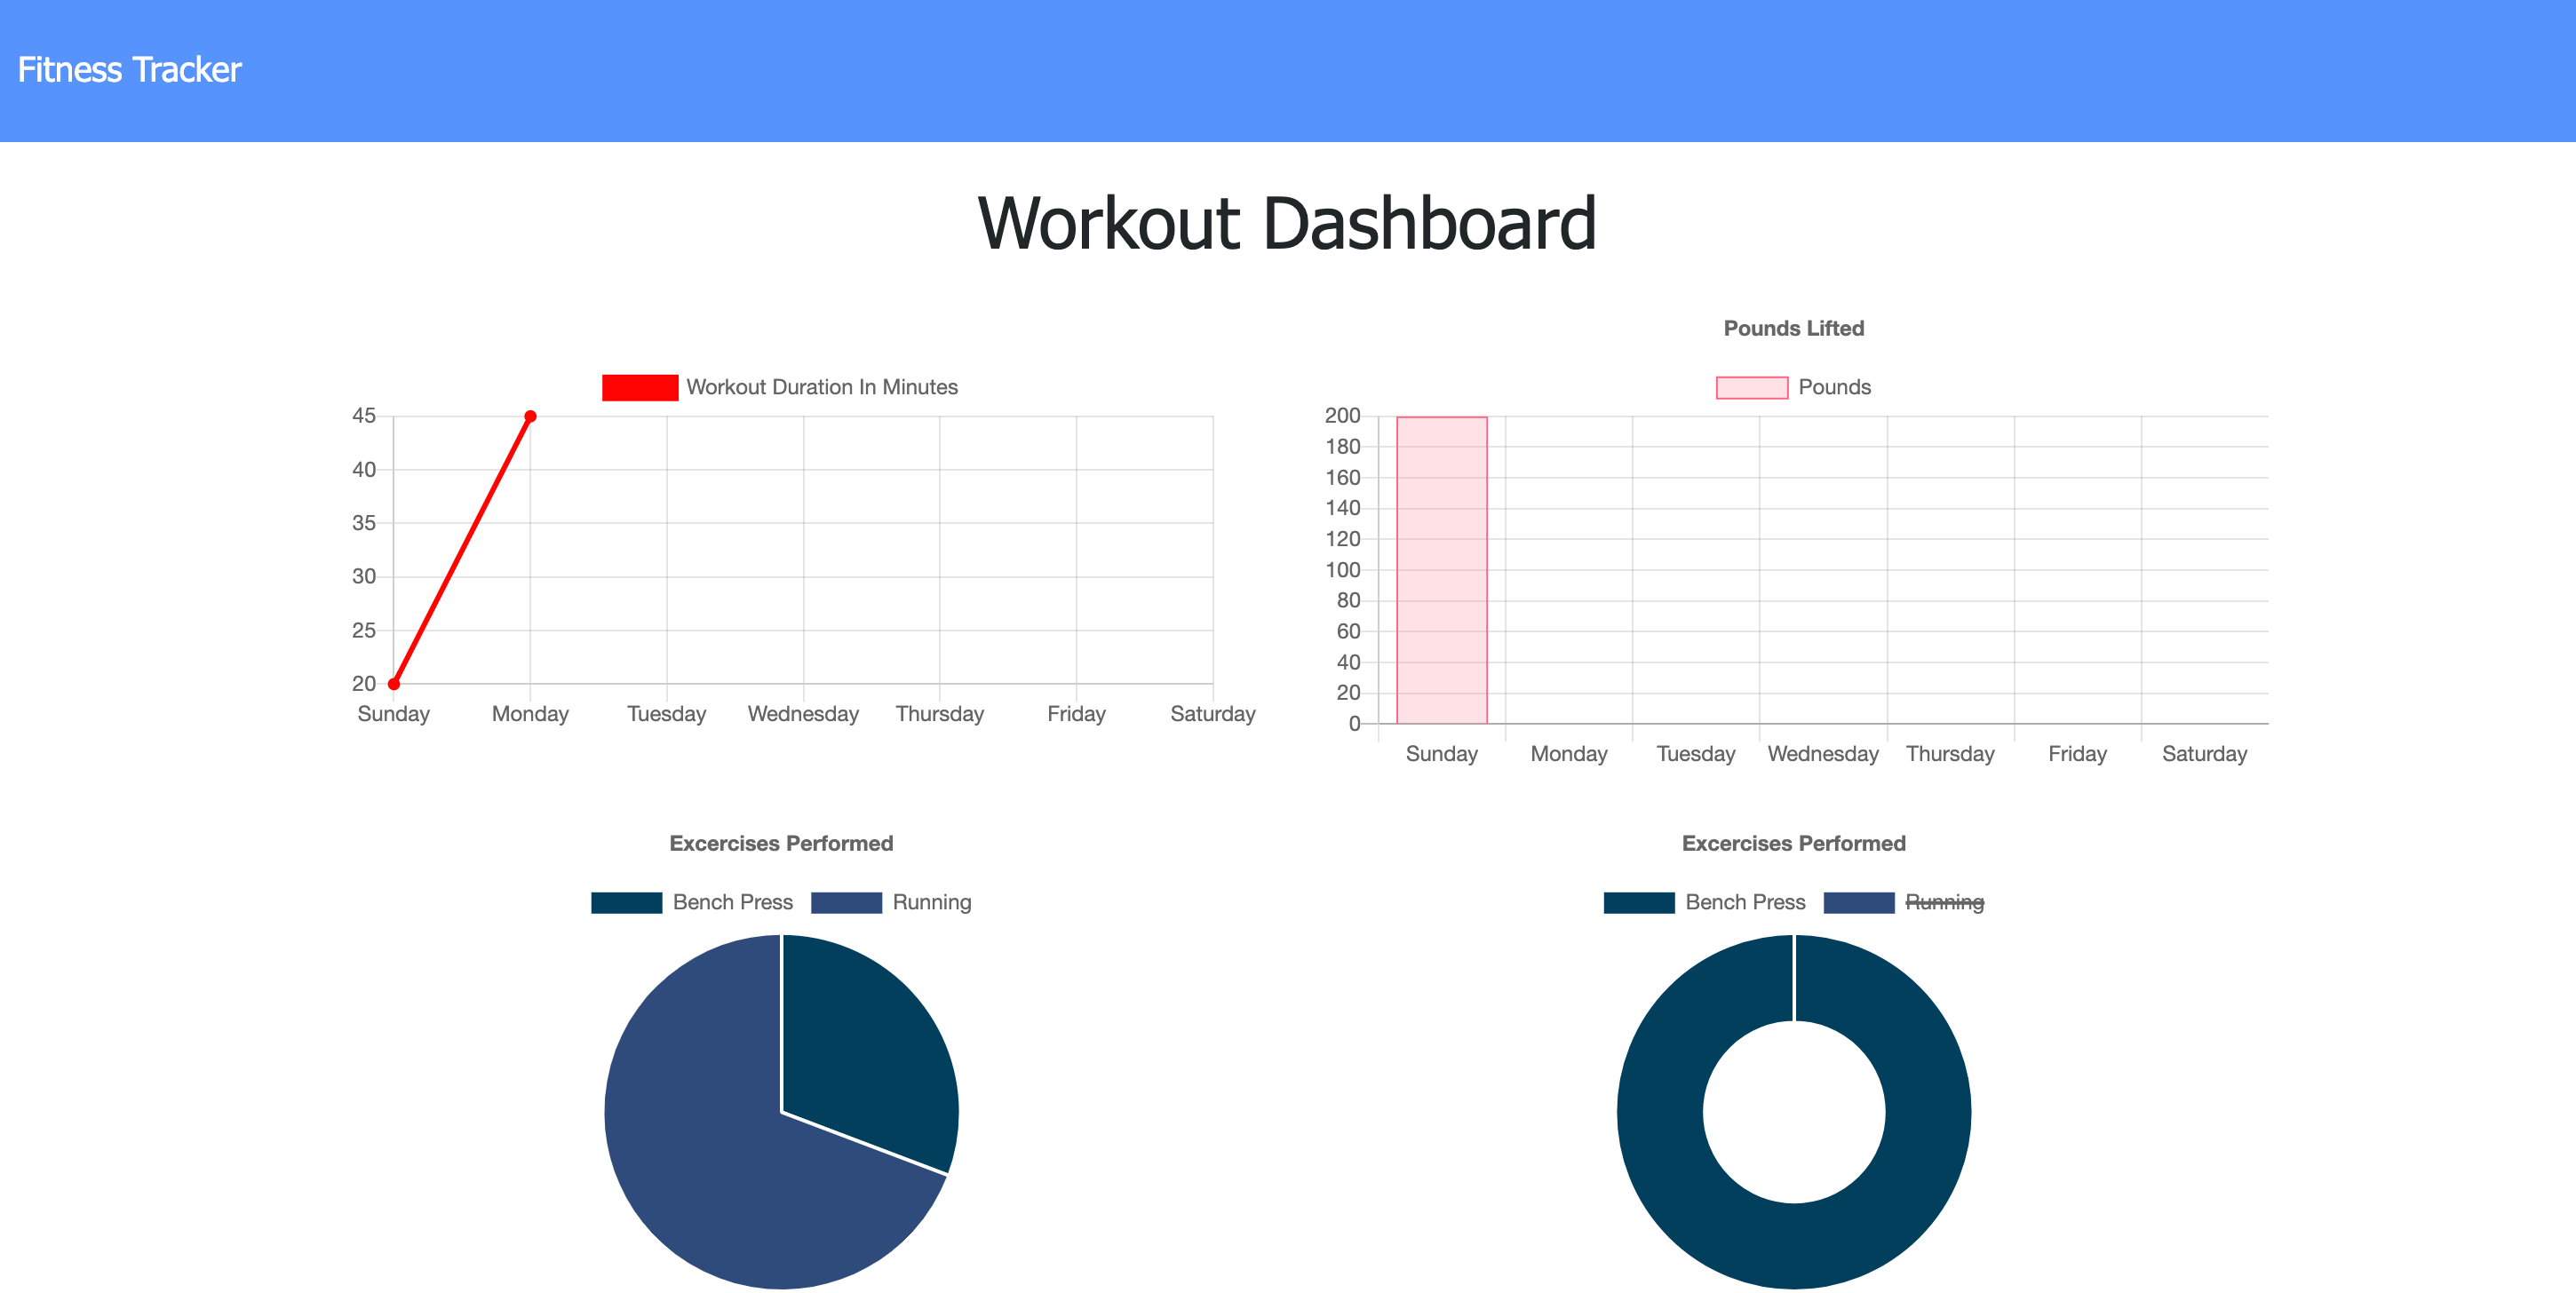 Fitness Tracker
Workout Dashboard
Workout Duration In Minutes
45
40
35
30
25
20
Sunday Monday Tuesday Wednesday Thursday Friday Saturday
Pounds Lifted
Pounds
200
180
160
140
120
100
80
60
40
20
0
Sunday Monday Tuesday Wednesday Thursday Friday Saturday
Excercises Performed
Bench Press Running
Excercises Performed
Bench Press Running